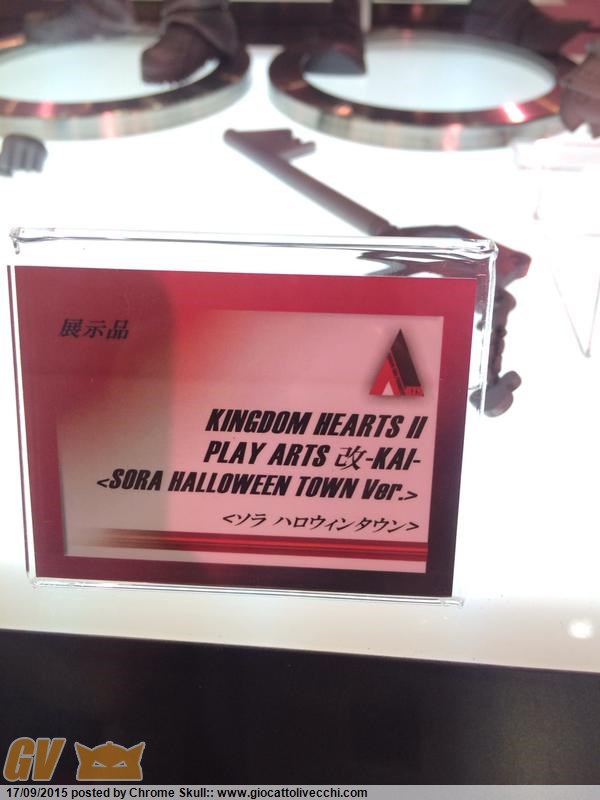 展示品
ARTS
KINGDOM HEARTS II
PLAY ARTS 改-KAI-
<SORA HALLOWEEN TOWN Ver.>
<ソラ ハロウィンタウン>
GV
17/09/2015 posted by Chrome Skull:: www.giocattolivecchi.com